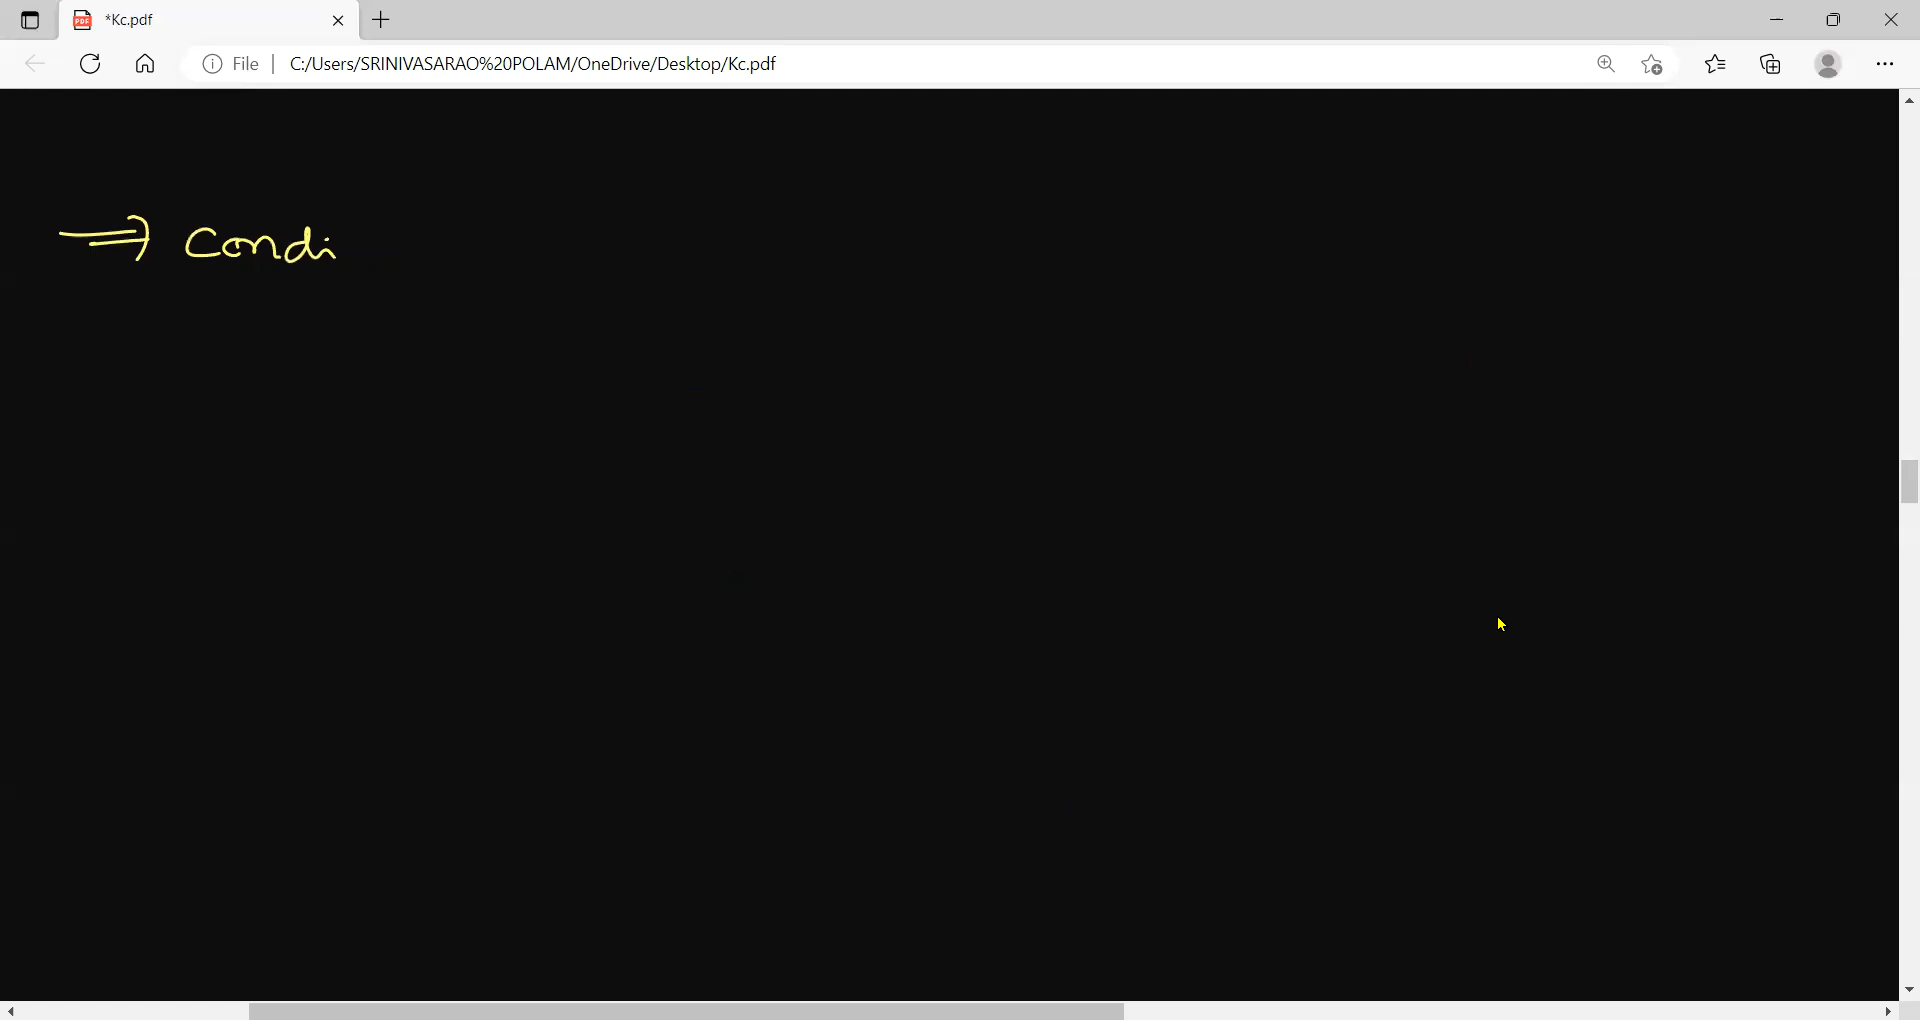 *Kc.pdf
File | C:/Users/SRINIVASARAO%20POLAM/OneDrive/Desktop/Kc.pdf
⇒ Condi